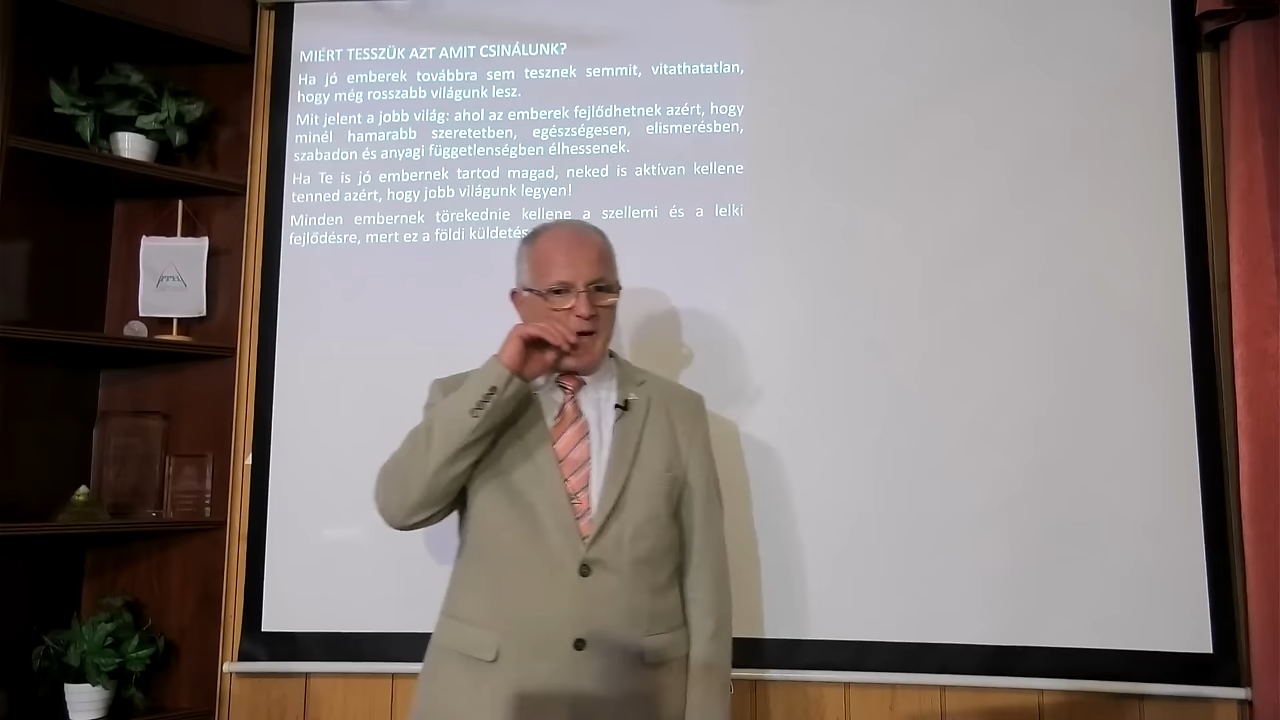 MIÉRT TESSZÜK AZT AMIT CSINÁLUNK?
Ha jó emberek továbbra sem tesznek semmit, vitathatatlan,
hogy még rosszabb világunk lesz.
Mit jelent a jobb világ: ahol az emberek fejlődhetnek azért, hogy
minél hamarabb szeretetben, egészségesen, elismerésben,
szabadon és anyagi függetlenségben élhessenek.
Ha Te is jó embernek tartod magad, neked is aktívan kellene
tenned azért, hogy jobb világunk legyen!
Minden embernek törekednie kellene a szellemi és a lelki
fejlődésre, mert ez a földi küldetés